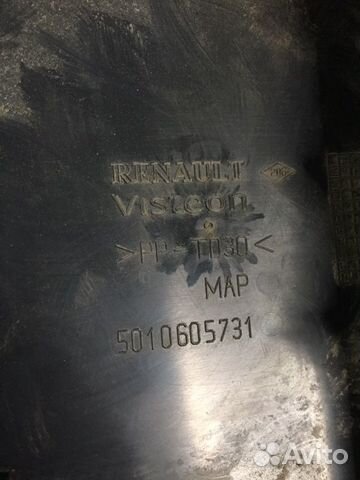 RENAULT
Visteon
>PP-TD30<
MAP
5010605731
Avito